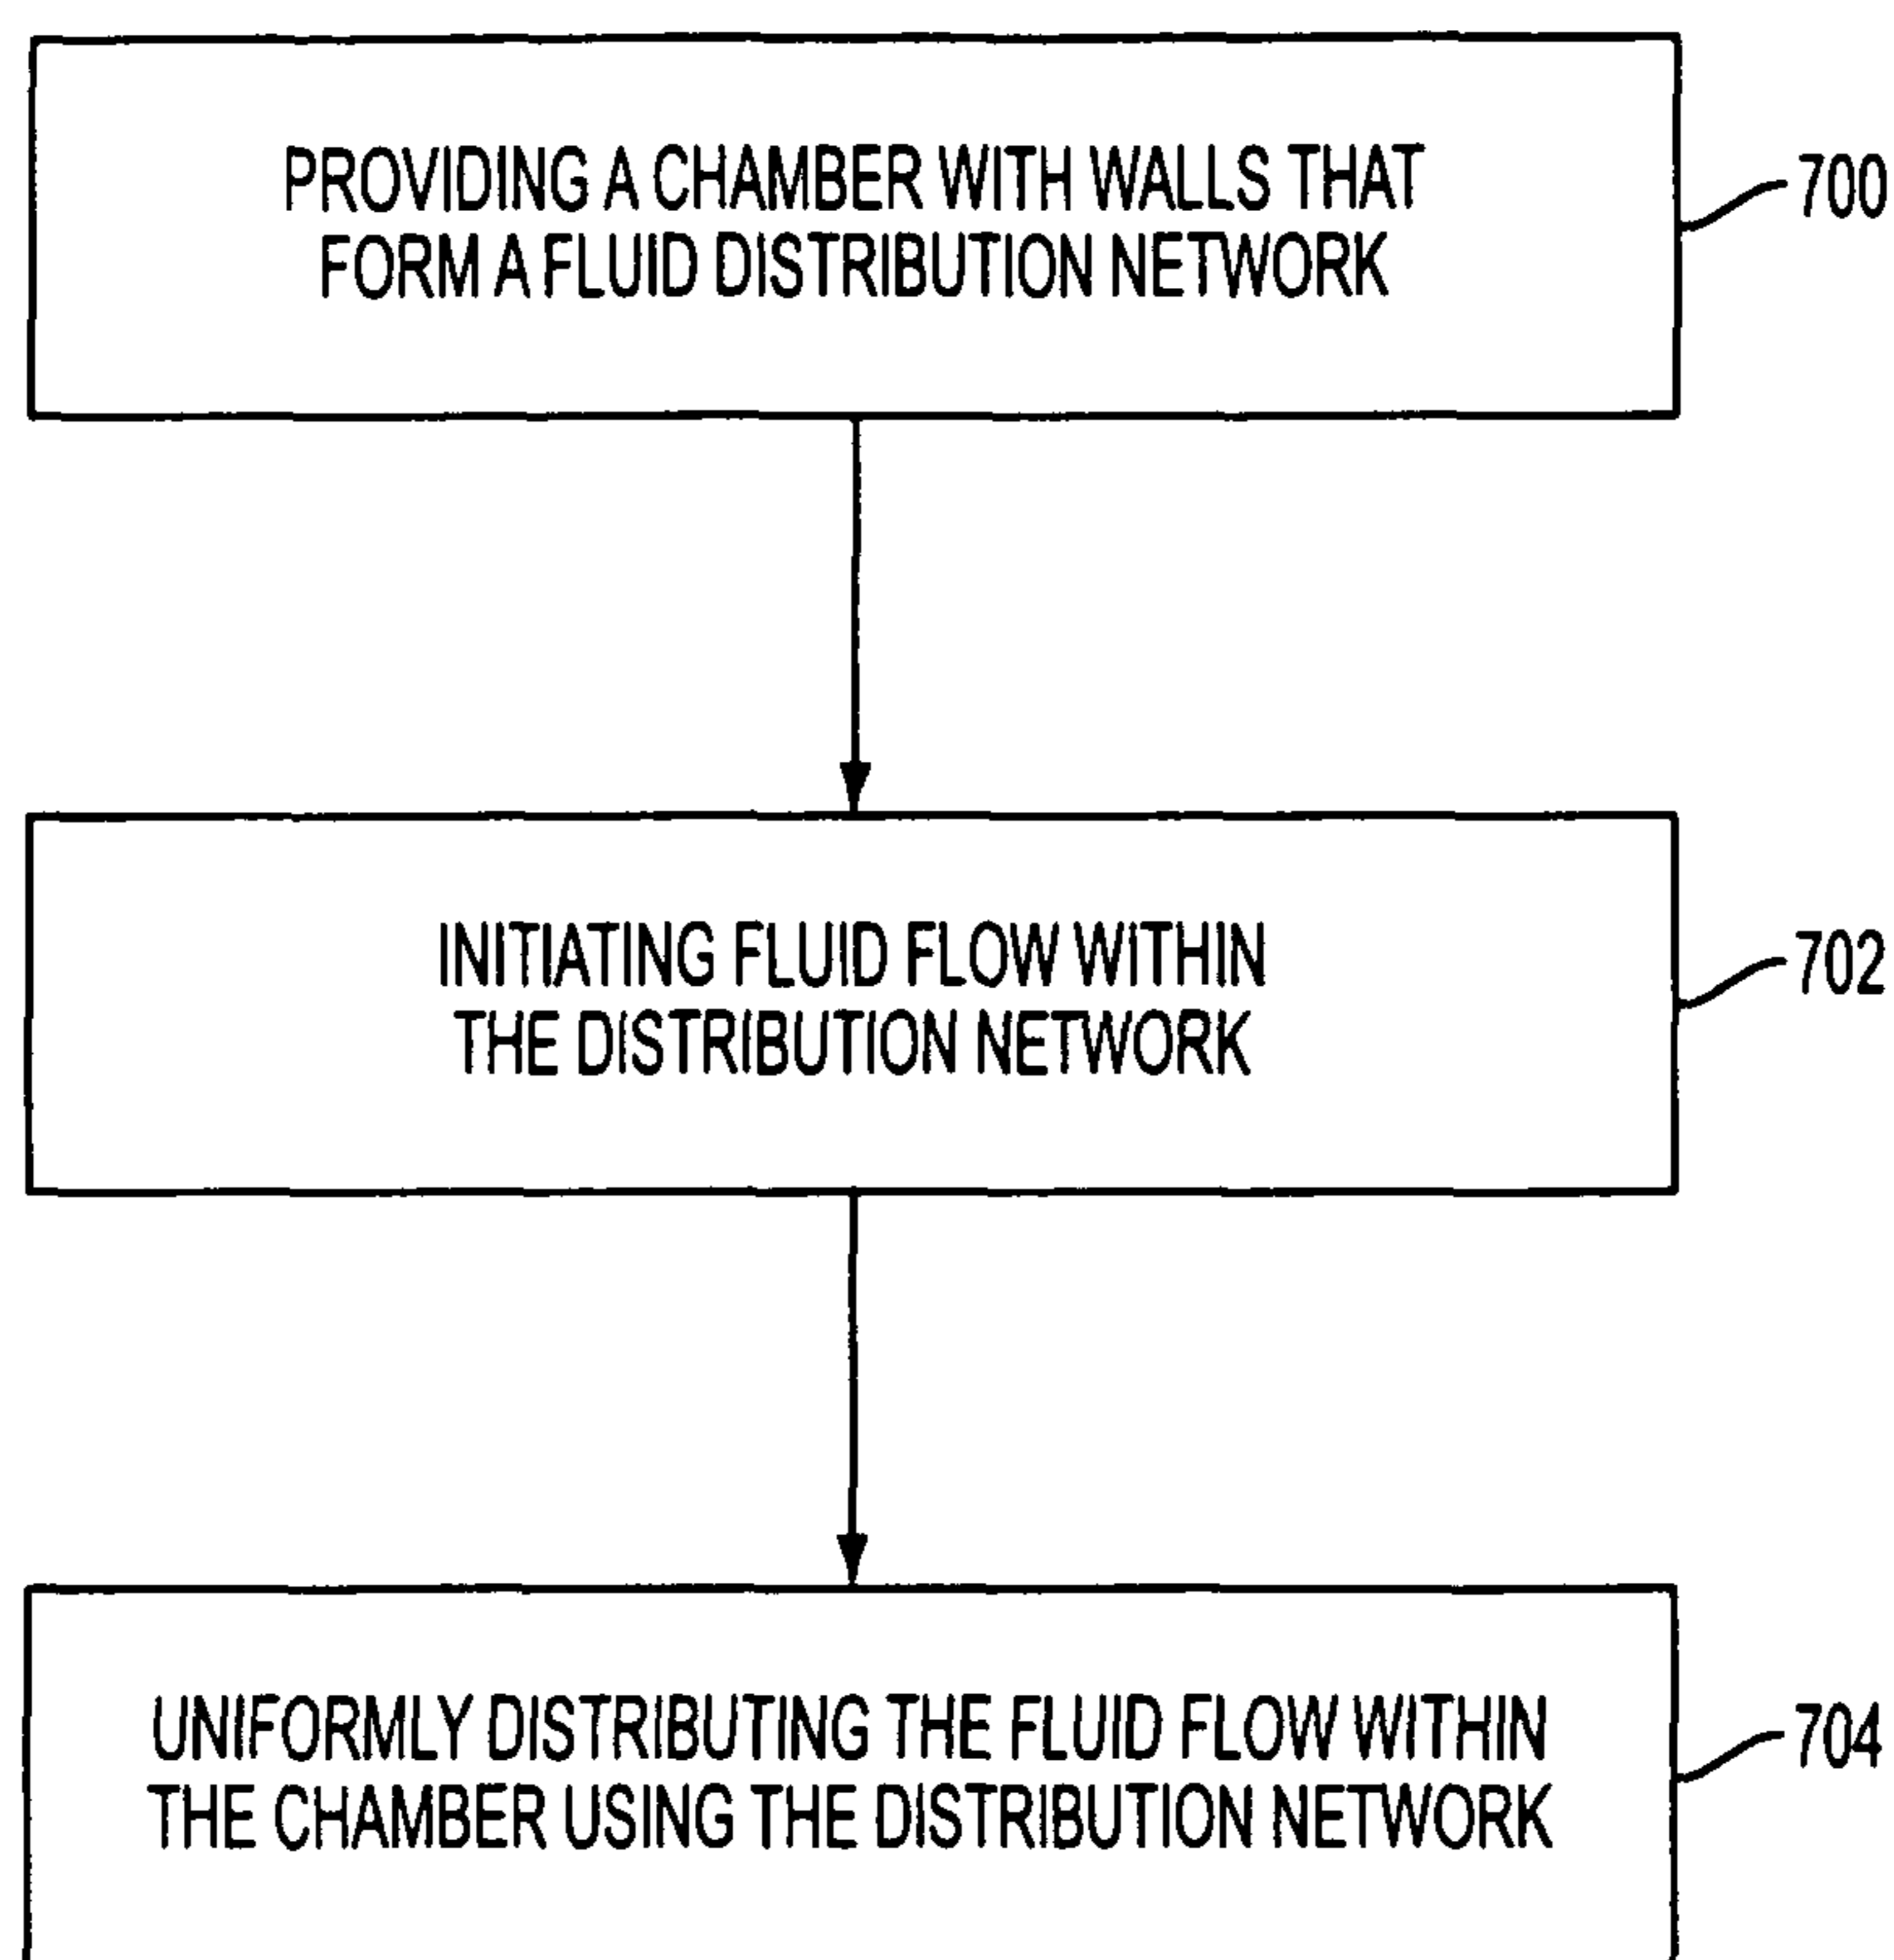 PROVIDING A CHAMBER WITH WALLS THAT
FORM A FLUID DISTRIBUTION NETWORK
700
INITIATING FLUID FLOW WITHIN
THE DISTRIBUTION NETWORK
702
UNIFORMLY DISTRIBUTING THE FLUID FLOW WITHIN
THE CHAMBER USING THE DISTRIBUTION NETWORK
704